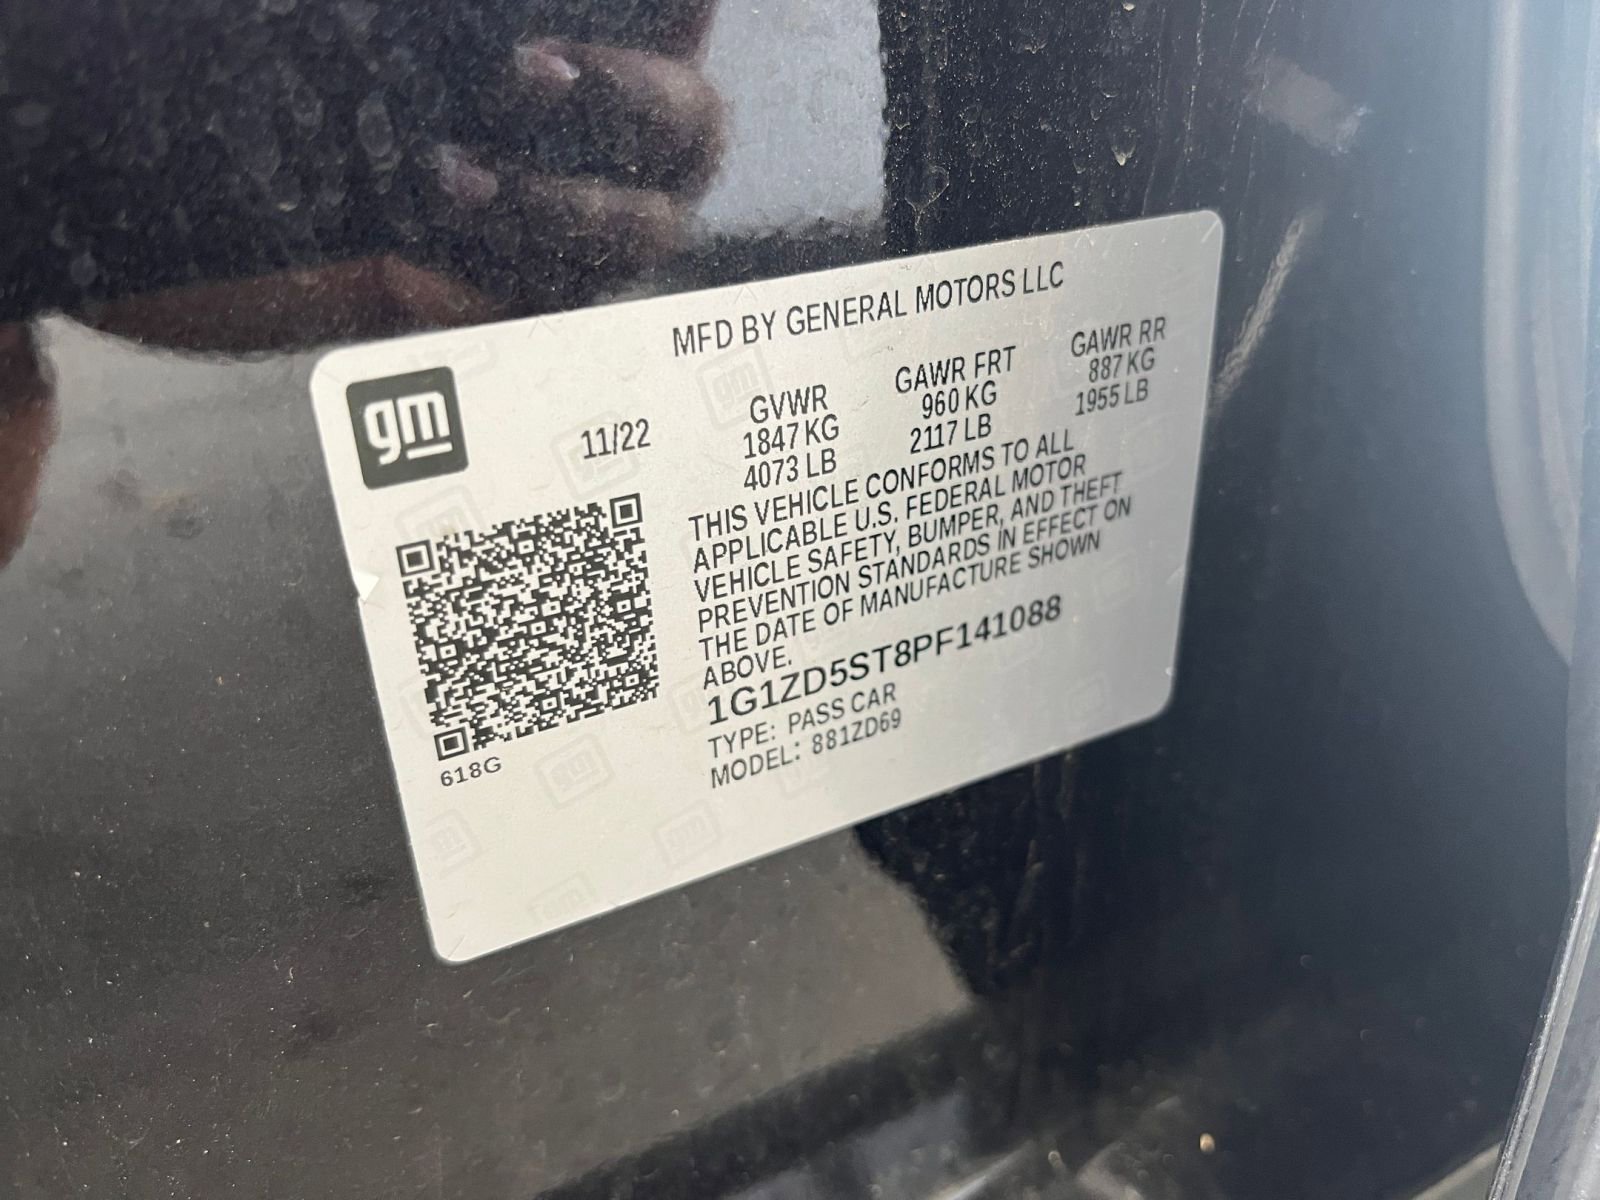 MFD BY GENERAL MOTORS LLC
gm
11/22
GVWR
1847 KG
4073 LB
GAWR FRT
960 KG
2117 LB
GAWR RR
887 KG
1955 LB
THIS VEHICLE CONFORMS TO ALL
APPLICABLE U.S. FEDERAL MOTOR
VEHICLE SAFETY, BUMPER, AND THEFT
PREVENTION STANDARDS IN EFFECT ON
THE DATE OF MANUFACTURE SHOWN
ABOVE.
1G1ZD5ST8PF141088
TYPE: PASS CAR
MODEL: 881ZD69
618G